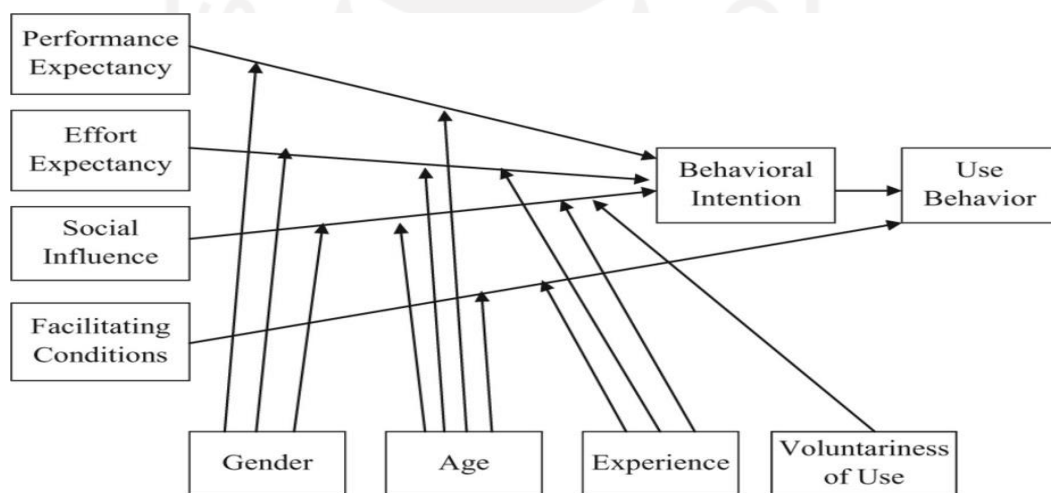 Performance
Expectancy
Effort
Expectancy
Social
Influence
Facilitating
Conditions
Behavioral
Intention
Use
Behavior
Gender
Age
Experience
Voluntariness
of Use